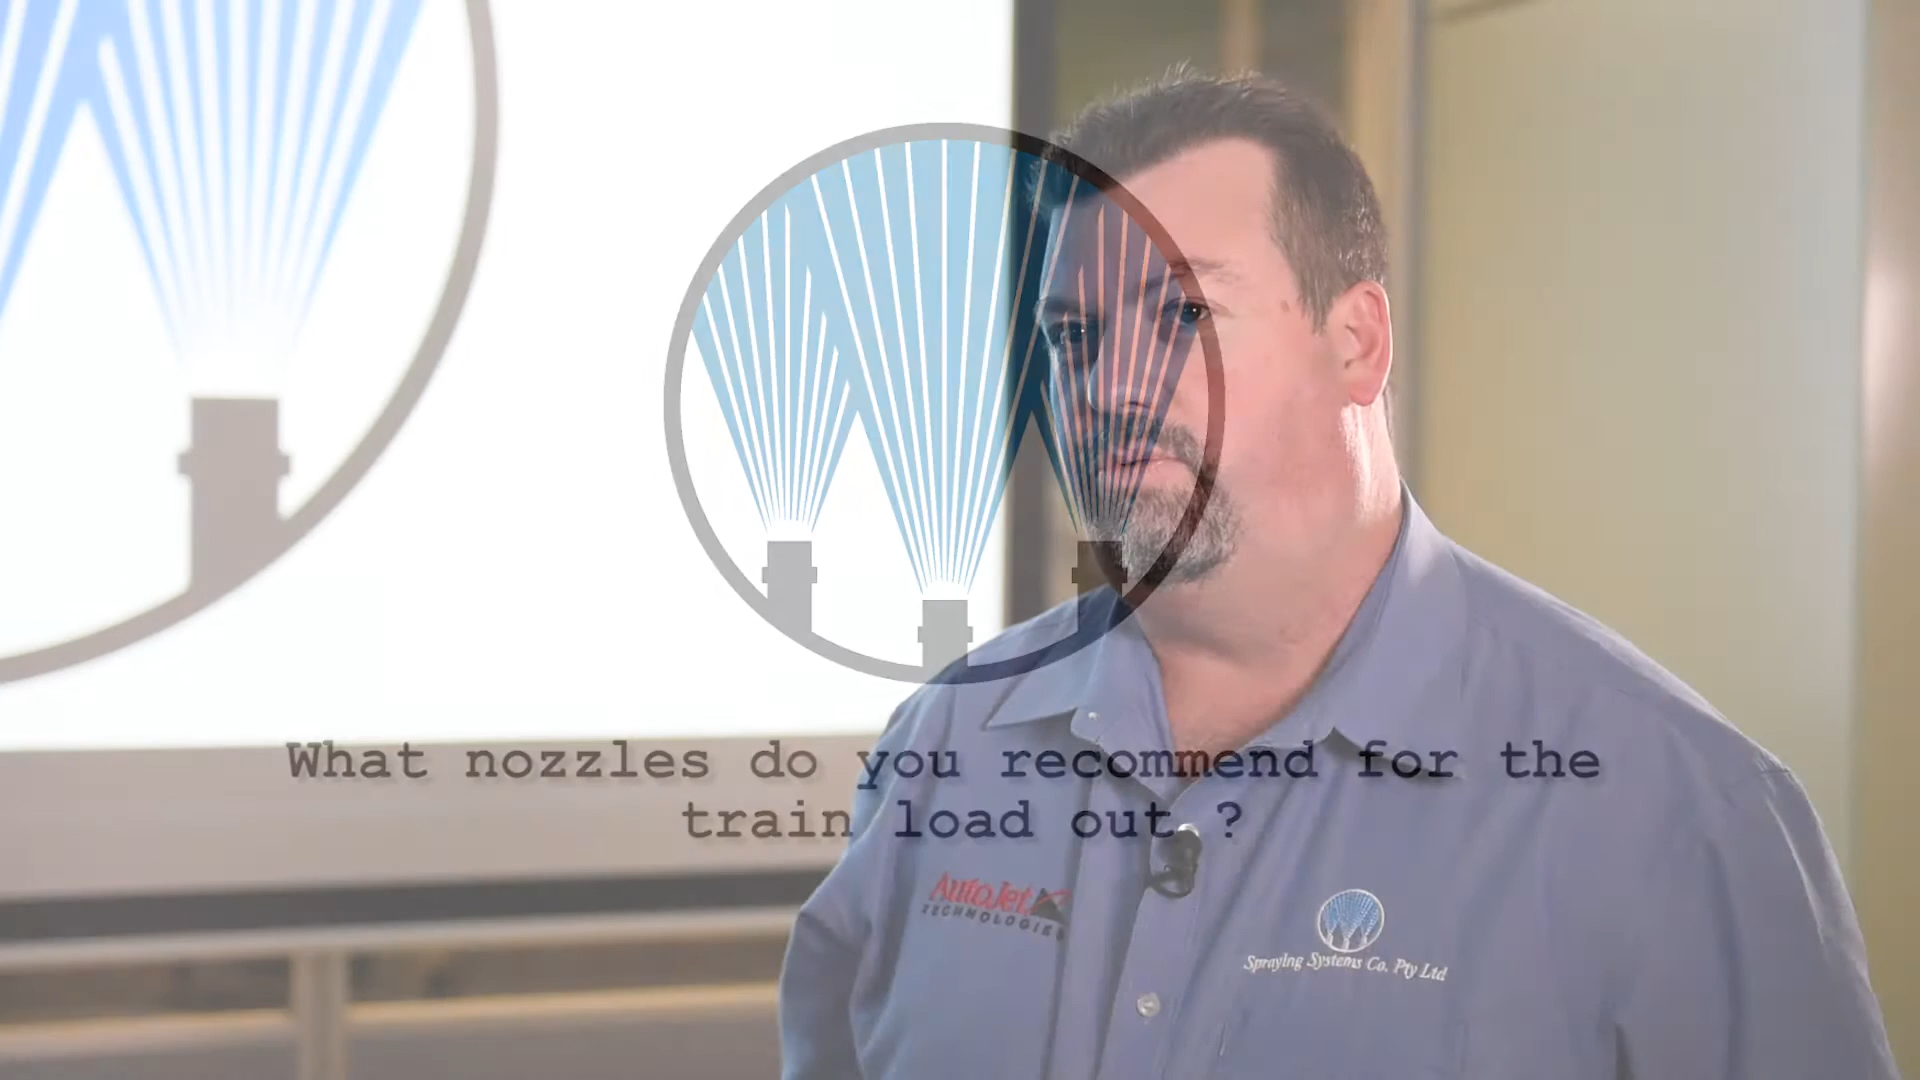 What nozzles do you recommend for the
train load out ?
AutoJet
TECHNOLOGIES
Spraying Systems Co. Pty Ltd